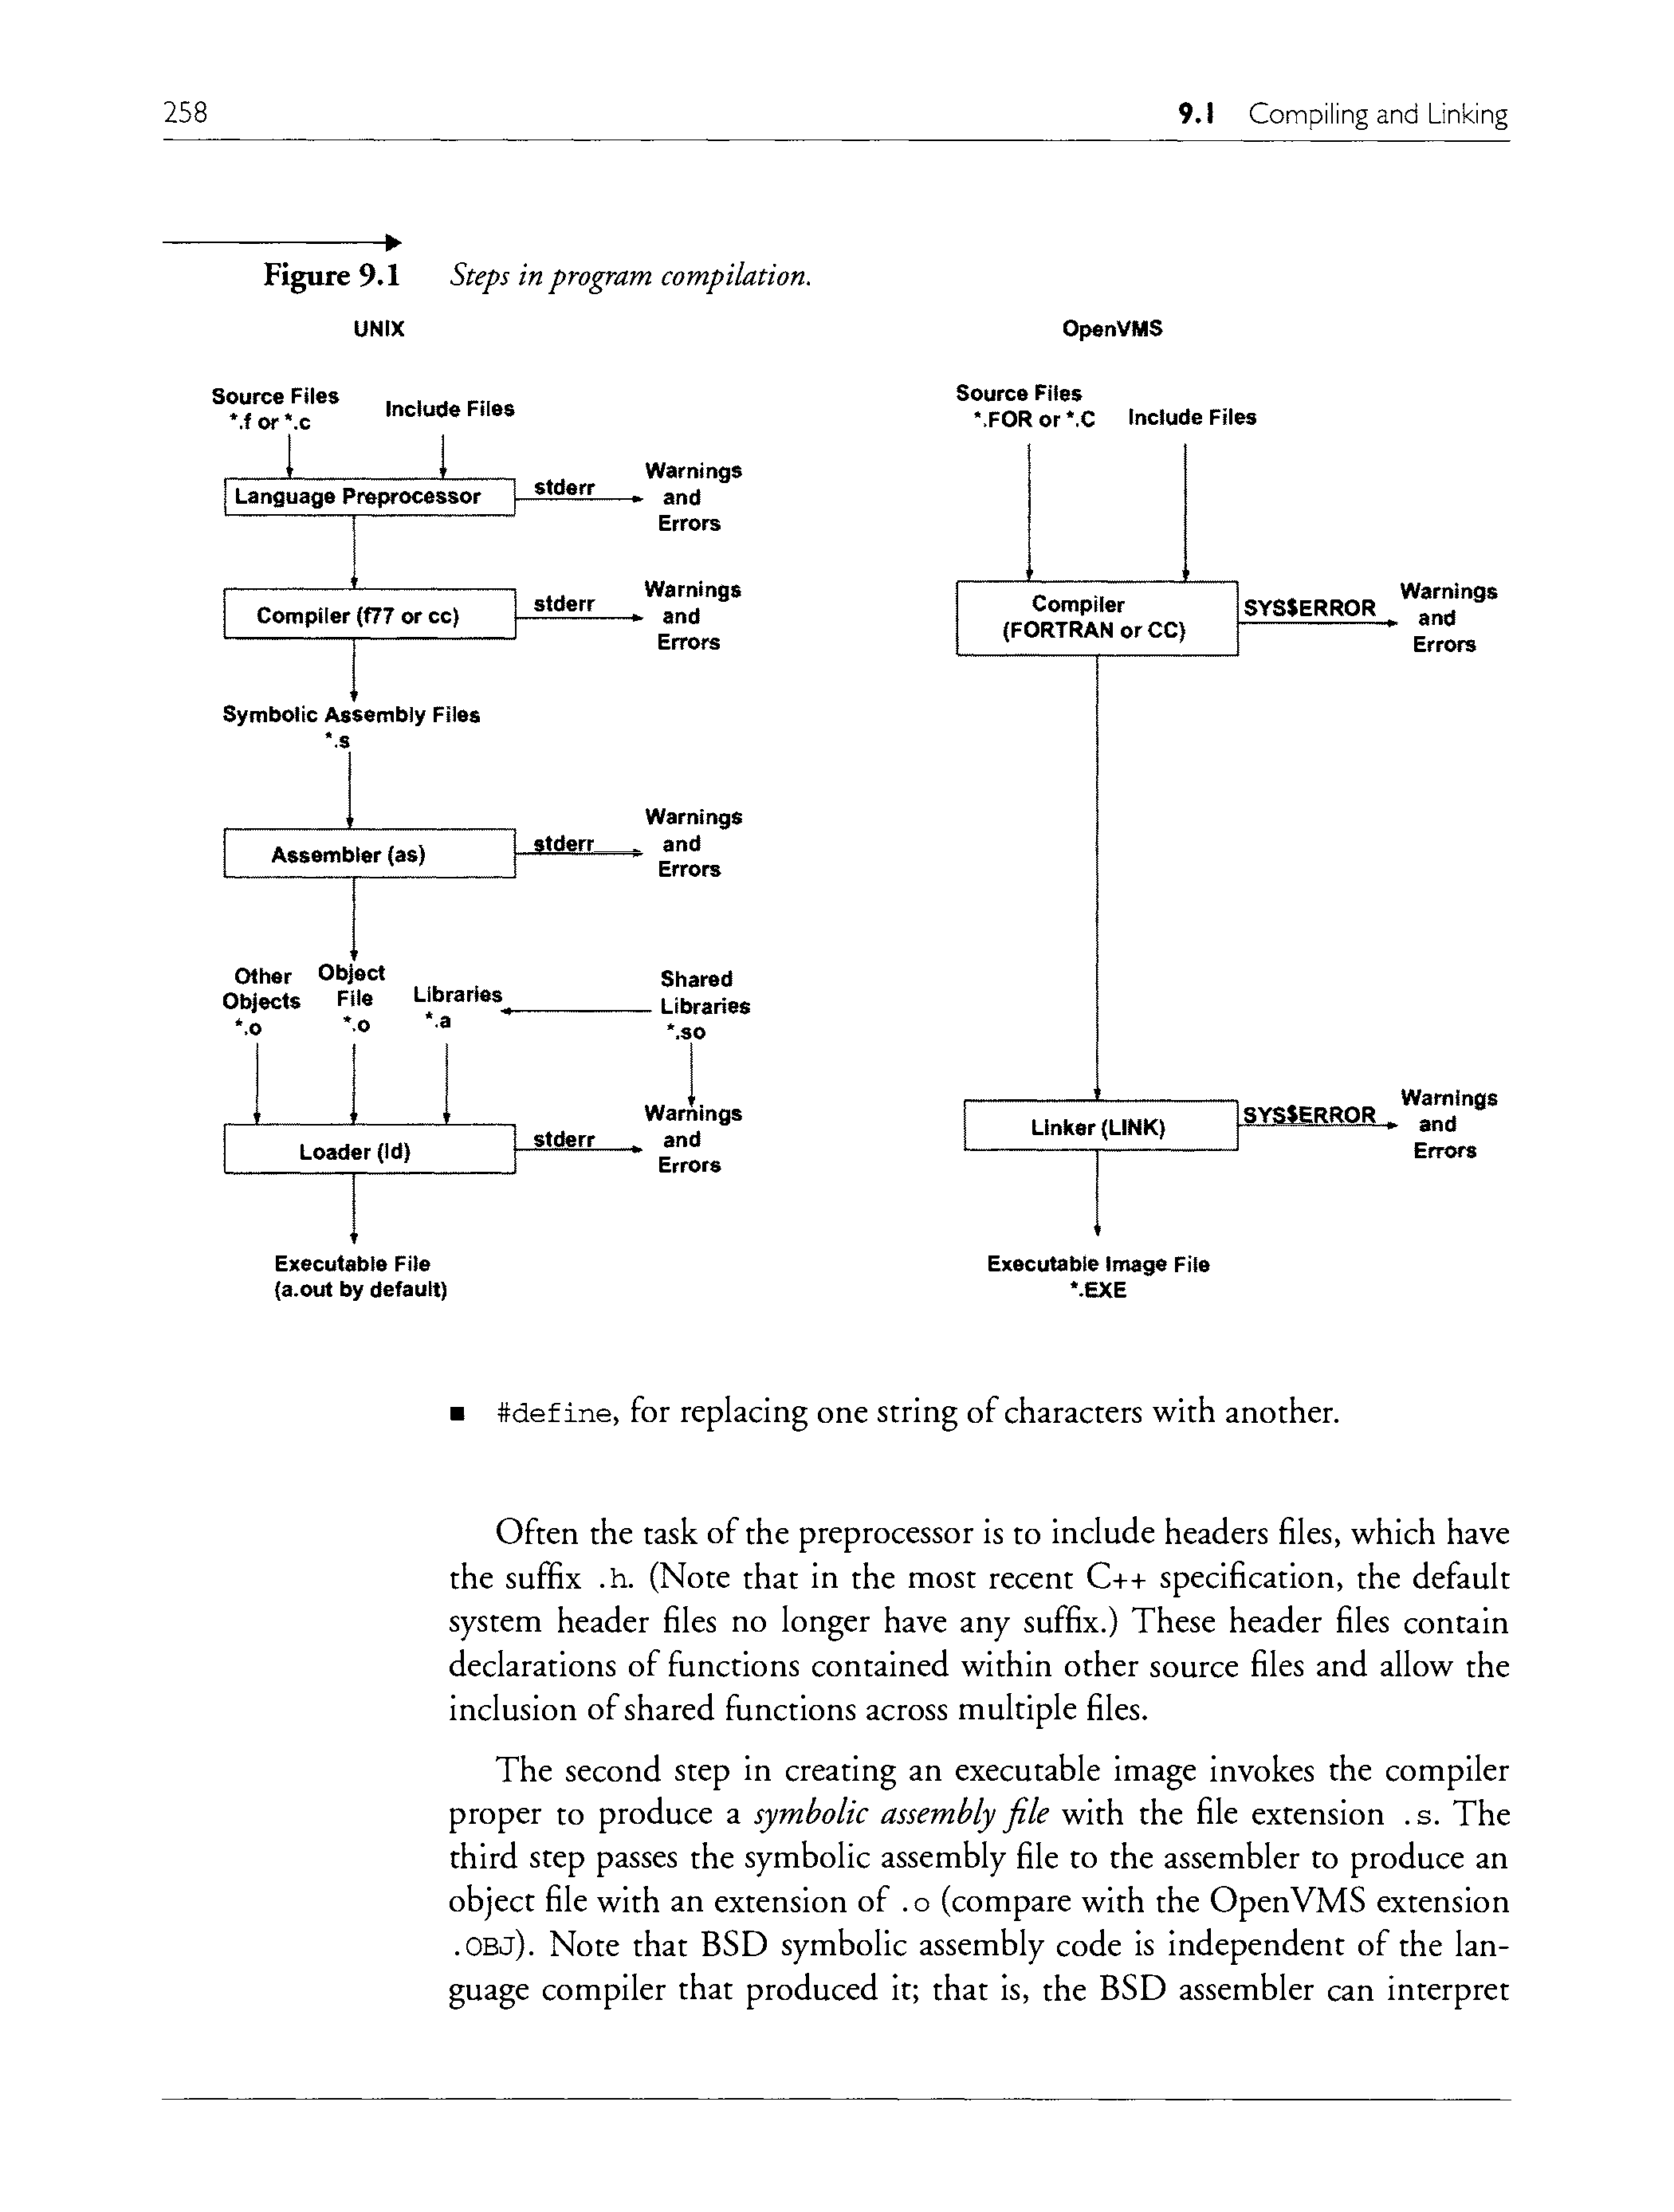 258
9.1 Compiling and Linking
Figure 9.1 Steps in program compilation.
UNIX
Source Files
*.f or *.c
Include Files
Language Preprocessor
stderr
Warnings
and
Errors
Compiler (f77 or cc)
stderr
Warnings
and
Errors
Symbolic Assembly Files
*.s
Assembler (as)
stderr
Warnings
and
Errors
Other
Objects
*.o
Object
File
*.o
Libraries
*.a
Shared
Libraries
*.so
Loader (ld)
stderr
Warnings
and
Errors
Executable File
(a.out by default)
OpenVMS
Source Files
*.FOR or *.C
Include Files
Compiler
(FORTRAN or CC)
SYS$ERROR
Warnings
and
Errors
Linker (LINK)
SYS$ERROR
Warnings
and
Errors
Executable Image File
*.EXE
■ #define, for replacing one string of characters with another.
Often the task of the preprocessor is to include headers files, which have
the suffix .h. (Note that in the most recent C++ specification, the default
system header files no longer have any suffix.) These header files contain
declarations of functions contained within other source files and allow the
inclusion of shared functions across multiple files.
The second step in creating an executable image invokes the compiler
proper to produce a symbolic assembly file with the file extension .s. The
third step passes the symbolic assembly file to the assembler to produce an
object file with an extension of .o (compare with the OpenVMS extension
.OBJ). Note that BSD symbolic assembly code is independent of the lan-
guage compiler that produced it; that is, the BSD assembler can interpret